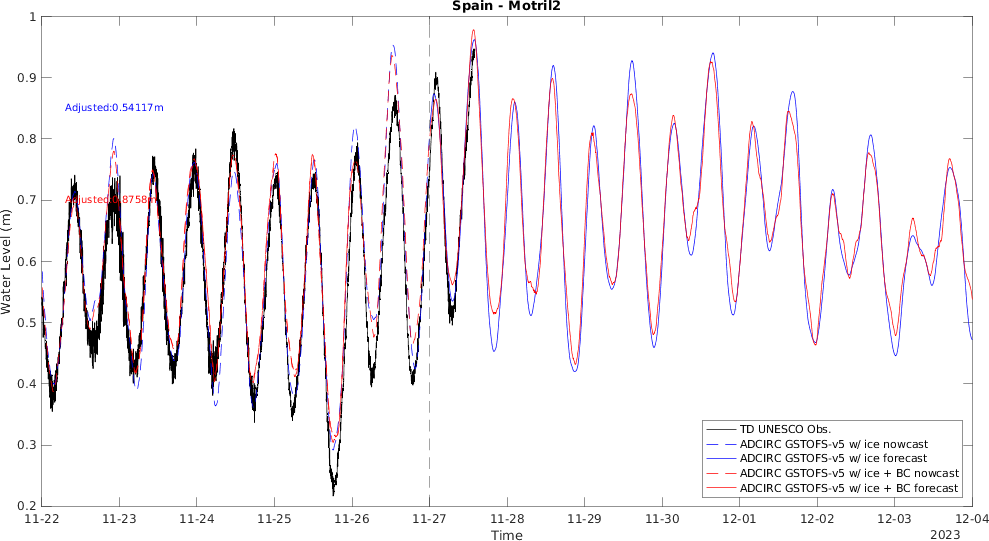 Spain - Motril2
1
0.9
0.8
0.7
0.6
0.5
0.4
0.3
0.2
Water Level (m)
Adjusted:0.54117m
TD UNESCO Obs.
ADCIRC GSTOFS-v5 w/ ice nowcast
ADCIRC GSTOFS-v5 w/ ice forecast
ADCIRC GSTOFS-v5 w/ ice + BC nowcast
ADCIRC GSTOFS-v5 w/ ice + BC forecast
11-22 11-23 11-24 11-25 11-26 11-27 11-28 11-29 11-30 12-01 12-02 12-03 12-04
Time
2023